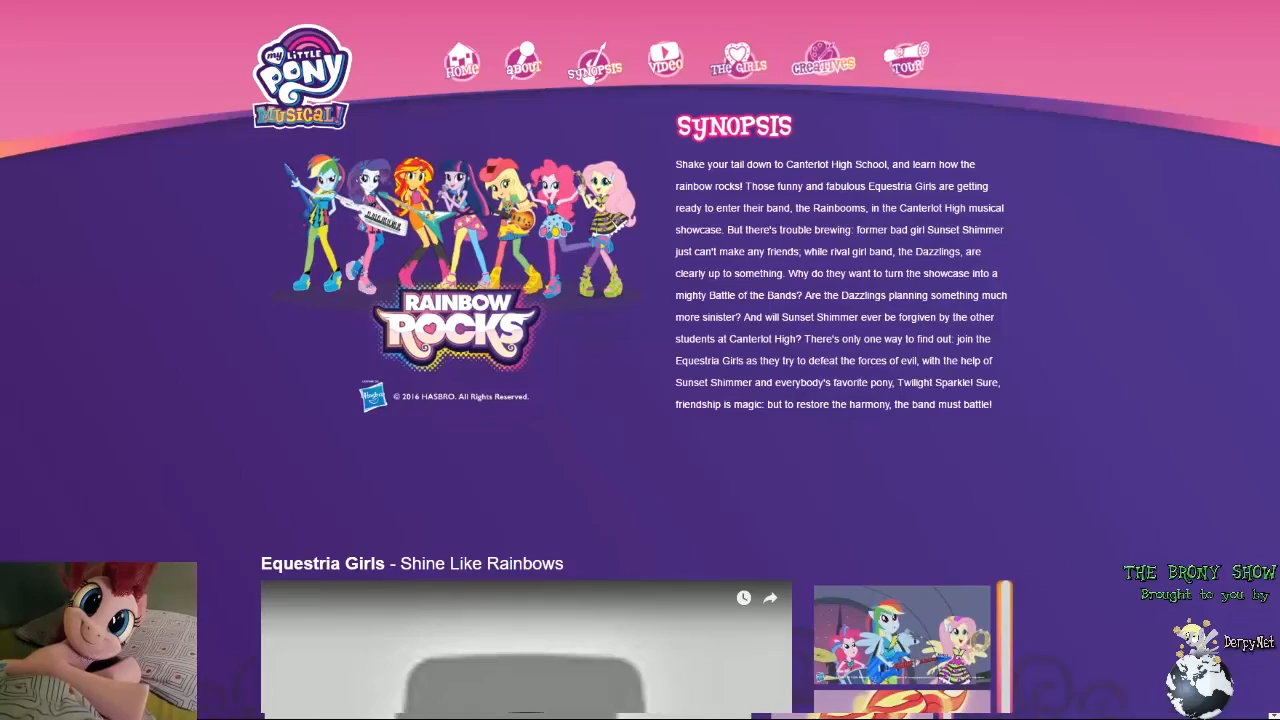 my LiTTLE
PONY
MUSiCaL!
HOME
aBOUT
SYNOPSIS
ViDEO
THE GiRLS
CREaTiVES
TOUR
SYNOPSIS
Shake your tail down to Canterlot High School, and learn how the
rainbow rocks! Those funny and fabulous Equestria Girls are getting
ready to enter their band, the Rainbooms, in the Canterlot High musical
showcase. But there's trouble brewing: former bad girl Sunset Shimmer
just can't make any friends; while rival girl band, the Dazzlings, are
clearly up to something. Why do they want to turn the showcase into a
mighty Battle of the Bands? Are the Dazzlings planning something much
more sinister? And will Sunset Shimmer ever be forgiven by the other
students at Canterlot High? There's only one way to find out: join the
Equestria Girls as they try to defeat the forces of evil, with the help of
Sunset Shimmer and everybody's favorite pony, Twilight Sparkle! Sure,
friendship is magic: but to restore the harmony, the band must battle!
RAINBOW
ROCKS
Hasbro
© 2016 HASBRO. All Rights Reserved.
Equestria Girls - Shine Like Rainbows
THE BRONY SHOW
Brought to you by
DerpyNet